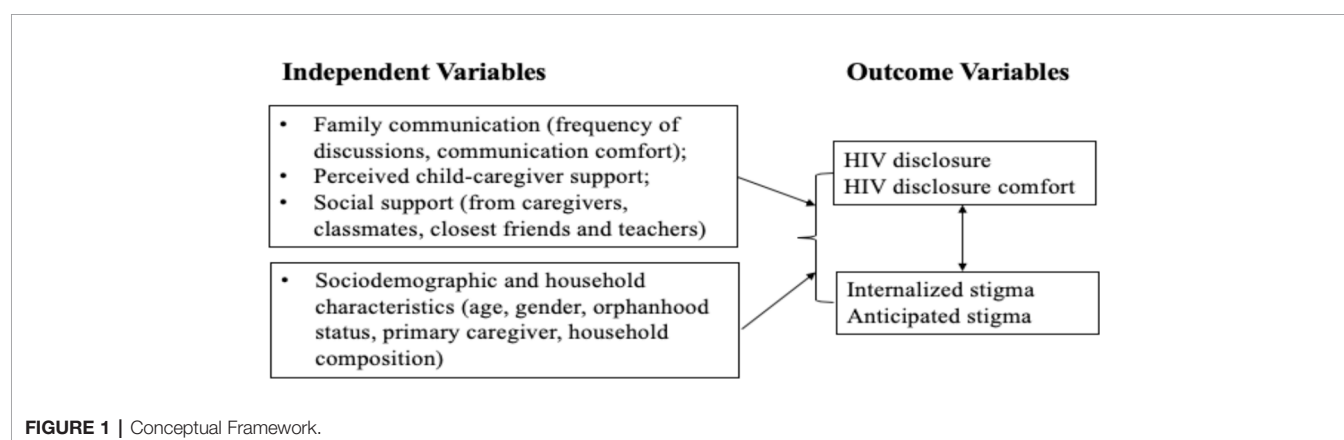 Independent Variables
• Family communication (frequency of
discussions, communication comfort);
• Perceived child-caregiver support;
• Social support (from caregivers,
classmates, closest friends and teachers)
• Sociodemographic and household
characteristics (age, gender, orphanhood
status, primary caregiver, household
composition)
Outcome Variables
HIV disclosure
HIV disclosure comfort
Internalized stigma
Anticipated stigma
FIGURE 1 | Conceptual Framework.